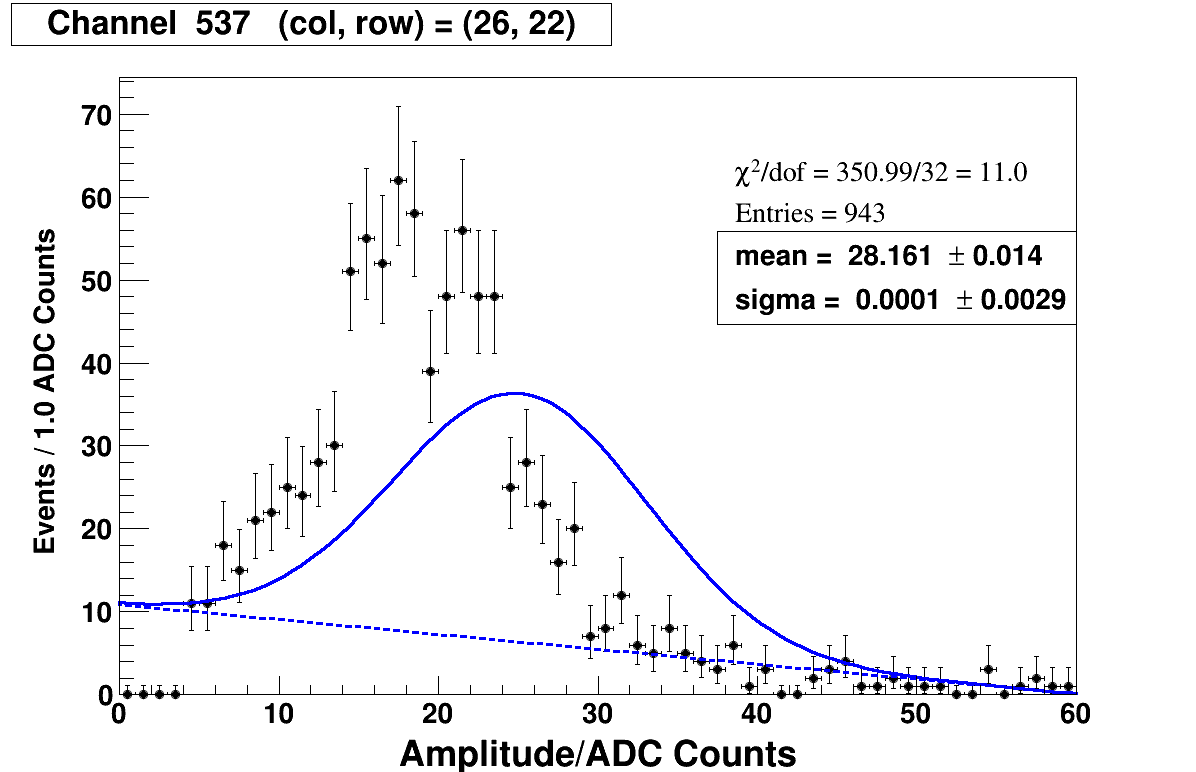 Channel 537 (col, row) = (26, 22)
χ²/dof = 350.99/32 = 11.0
Entries = 943
mean = 28.161 ± 0.014
sigma = 0.0001 ± 0.0029
Events / 1.0 ADC Counts
70
60
50
40
30
20
10
0
0 10 20 30 40 50 60
Amplitude/ADC Counts